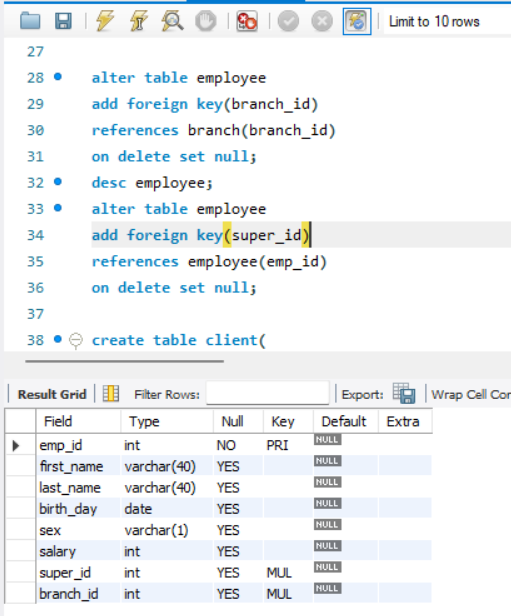 Limit to 10 rows
27
28 alter table employee
29 add foreign key(branch_id)
30 references branch(branch_id)
31 on delete set null;
32 desc employee;
33 alter table employee
34 add foreign key(super_id)
35 references employee(emp_id)
36 on delete set null;
37
38 create table client(
Result Grid Filter Rows: Export: Wrap Cell Con
Field Type Null Key Default Extra
emp_id int NO PRI NULL
first_name varchar(40) YES NULL
last_name varchar(40) YES NULL
birth_day date YES NULL
sex varchar(1) YES NULL
salary int YES NULL
super_id int YES MUL NULL
branch_id int YES MUL NULL